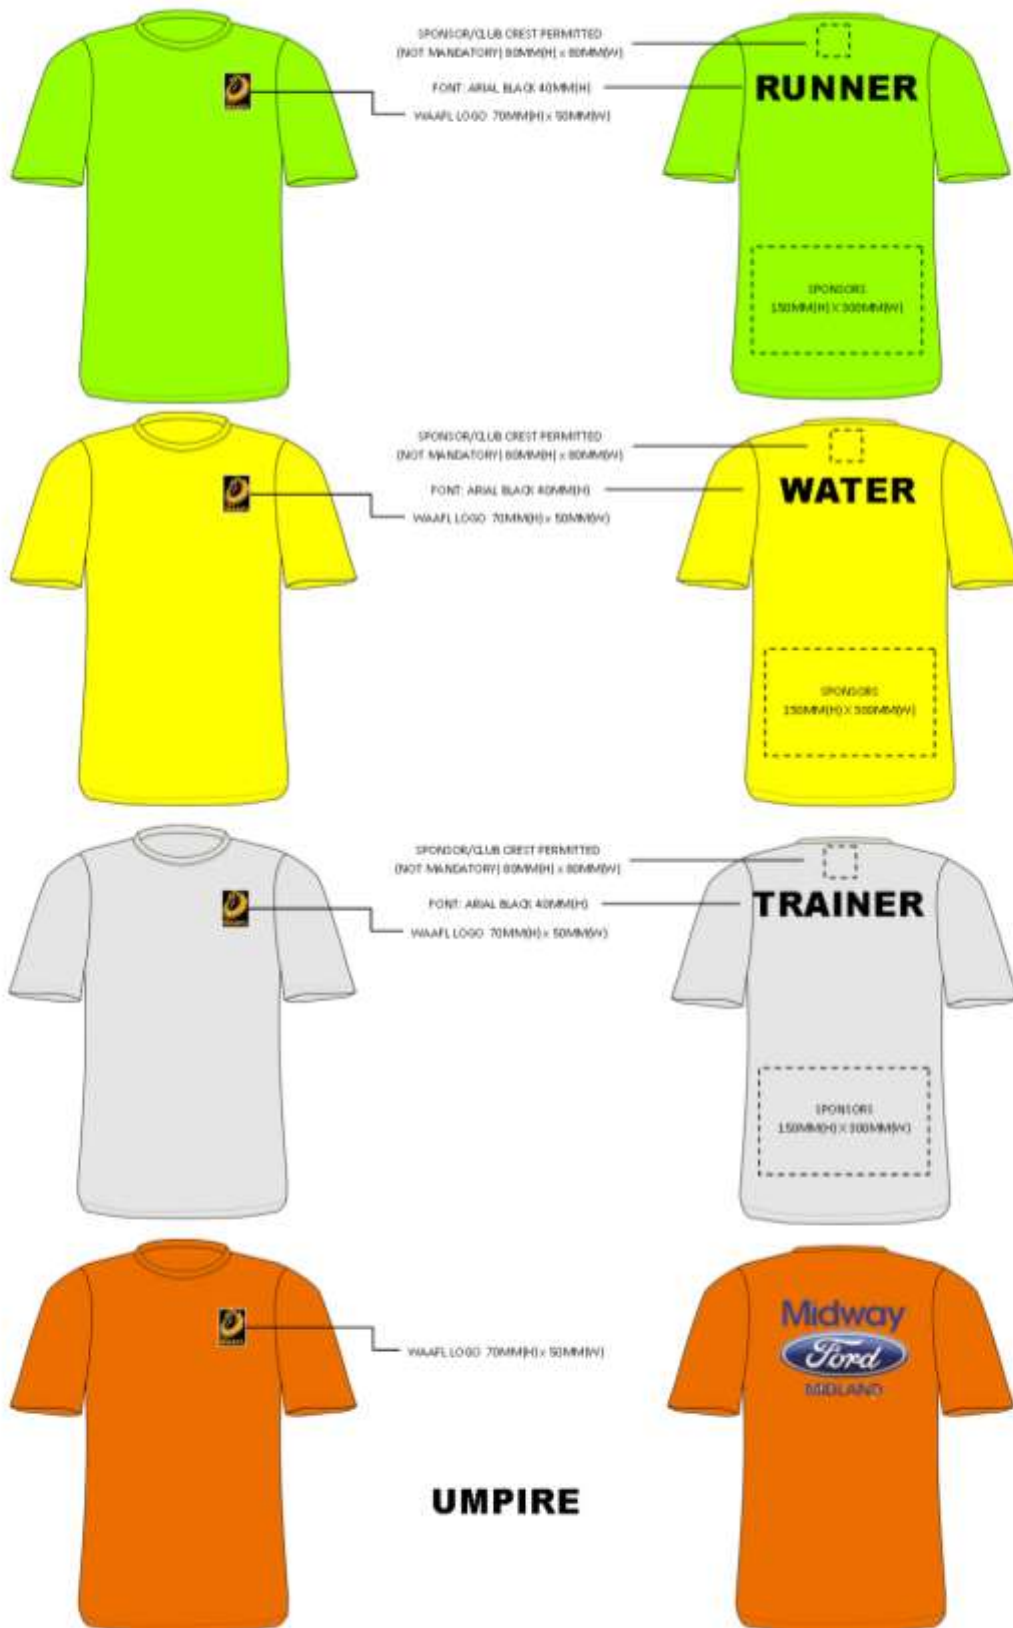 SPONSOR/CLUB CREST PERMITTED
(NOT MANDATORY) 80MM(H) x 80MM(W)
FONT: ARIAL BLACK 40MM(H)
WAAFL LOGO 70MM(H) x 50MM(W)
RUNNER
SPONSORS
150MM(H) X 300MM(W)
SPONSOR/CLUB CREST PERMITTED
(NOT MANDATORY) 80MM(H) x 80MM(W)
FONT: ARIAL BLACK 40MM(H)
WAAFL LOGO 70MM(H) x 50MM(W)
WATER
SPONSORS
150MM(H) X 300MM(W)
SPONSOR/CLUB CREST PERMITTED
(NOT MANDATORY) 80MM(H) x 80MM(W)
FONT: ARIAL BLACK 40MM(H)
WAAFL LOGO 70MM(H) x 50MM(W)
TRAINER
SPONSORS
150MM(H) X 300MM(W)
WAAFL LOGO 70MM(H) x 50MM(W)
Midway
Ford
MIDLAND
UMPIRE